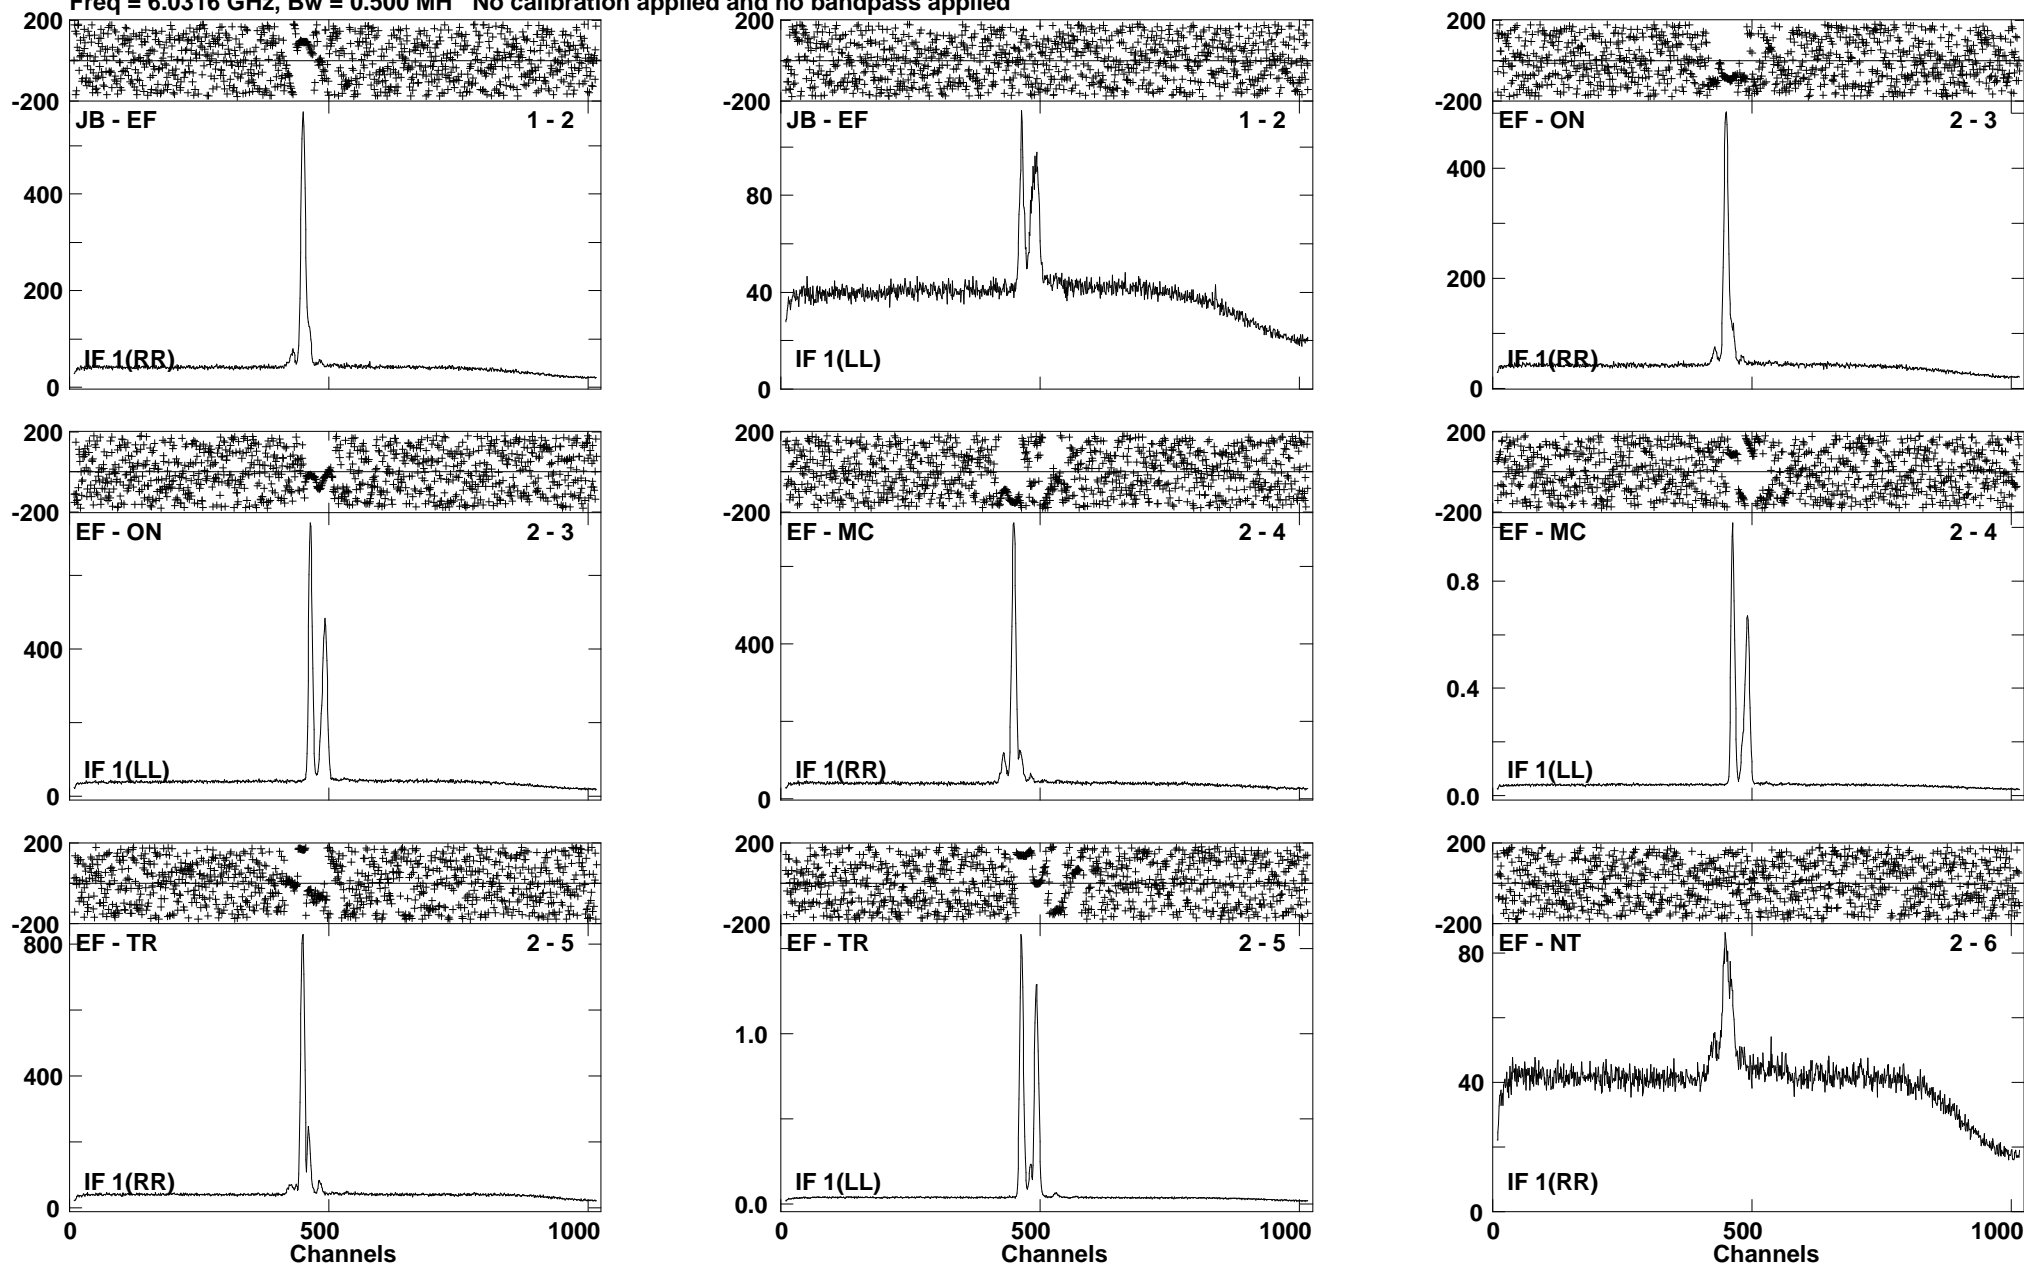 Freq = 6.0316 GHz, Bw = 0.500 MH No calibration applied and no bandpass applied
200
-200
JB - EF 1 - 2
400
200
0
IF 1(RR)
200
-200
JB - EF 1 - 2
80
40
0
IF 1(LL)
200
-200
EF - ON 2 - 3
400
200
0
IF 1(RR)
200
-200
EF - ON 2 - 3
400
0
IF 1(LL)
200
-200
EF - MC 2 - 4
400
0
IF 1(RR)
200
-200
EF - MC 2 - 4
0.8
0.4
0.0
IF 1(LL)
200
-200
800
EF - TR 2 - 5
400
0
IF 1(RR)
0 500 1000
Channels
200
-200
EF - TR 2 - 5
1.0
0.0
IF 1(LL)
0 500 1000
Channels
200
-200
EF - NT 2 - 6
80
40
0
IF 1(RR)
0 500 1000
Channels